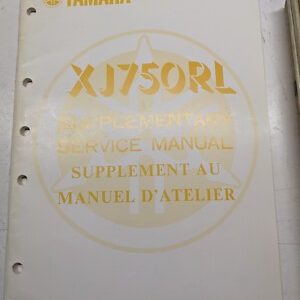 YAMAHA
XJ750RL
SUPPLEMENTARY
SERVICE MANUAL
SUPPLEMENT AU
MANUEL D'ATELIER